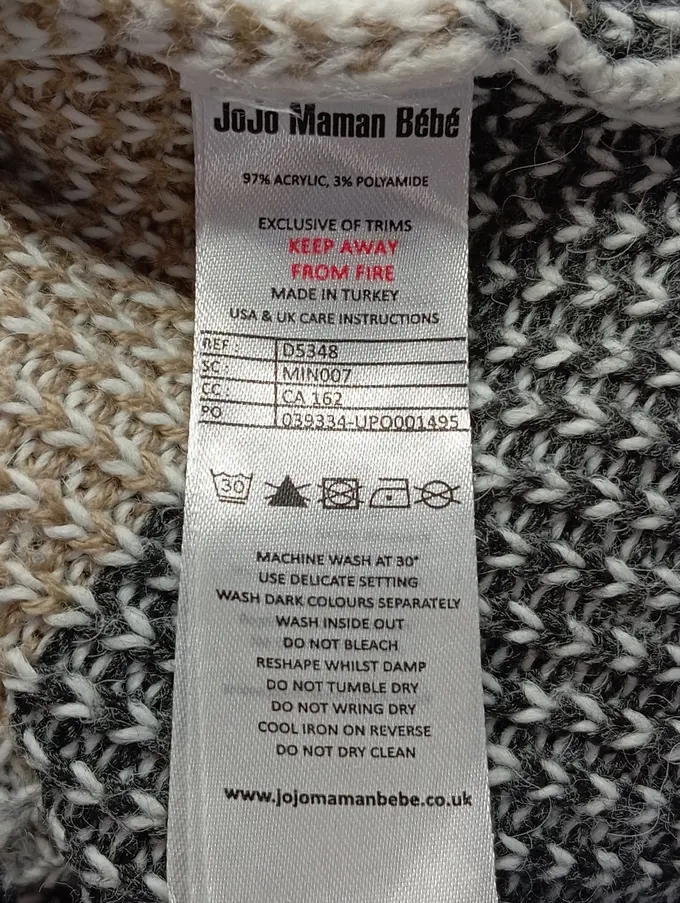 JoJo Maman Bébé
97% ACRYLIC, 3% POLYAMIDE
EXCLUSIVE OF TRIMS
KEEP AWAY
FROM FIRE
MADE IN TURKEY
USA & UK CARE INSTRUCTIONS
REF: D5348
SC: MIN007
CC: CA 162
PO 039334-UPO001495
30
MACHINE WASH AT 30°
USE DELICATE SETTING
WASH DARK COLOURS SEPARATELY
WASH INSIDE OUT
DO NOT BLEACH
RESHAPE WHILST DAMP
DO NOT TUMBLE DRY
DO NOT WRING DRY
COOL IRON ON REVERSE
DO NOT DRY CLEAN
www.jojomamanbebe.co.uk